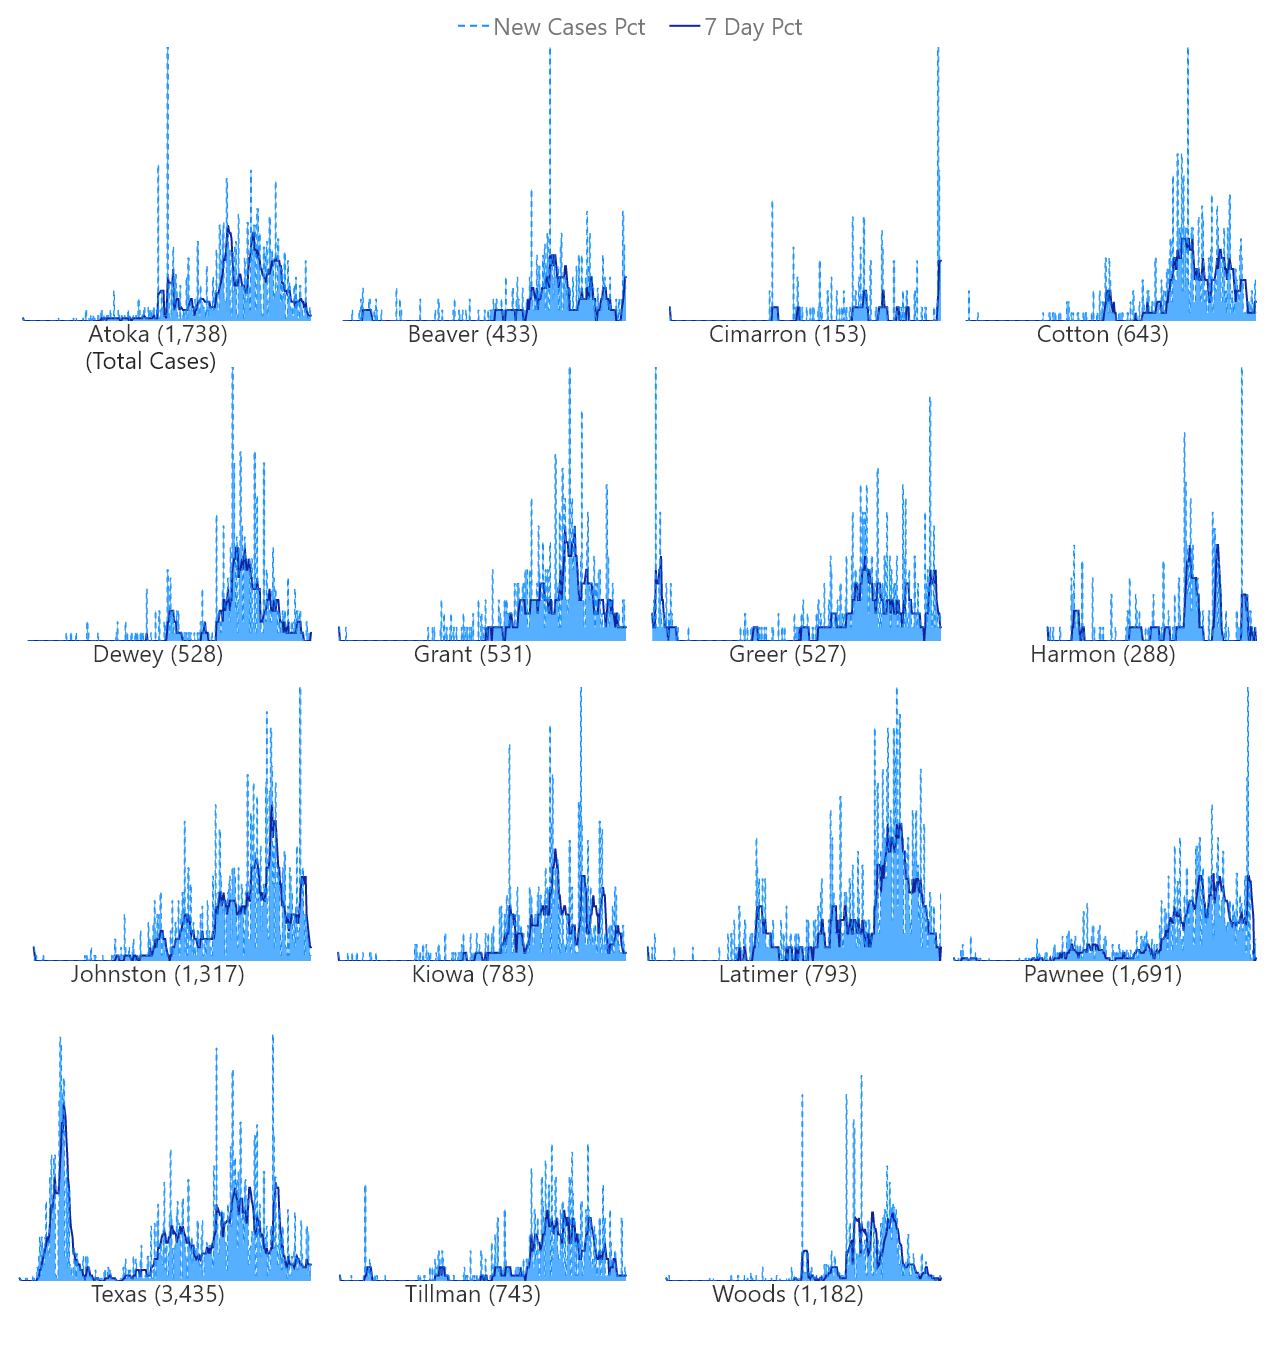 New Cases Pct 7 Day Pct
Atoka (1,738) Beaver (433) Cimarron (153) Cotton (643)
(Total Cases)
Dewey (528) Grant (531) Greer (527) Harmon (288)
Johnston (1,317) Kiowa (783) Latimer (793) Pawnee (1,691)
Texas (3,435) Tillman (743) Woods (1,182)